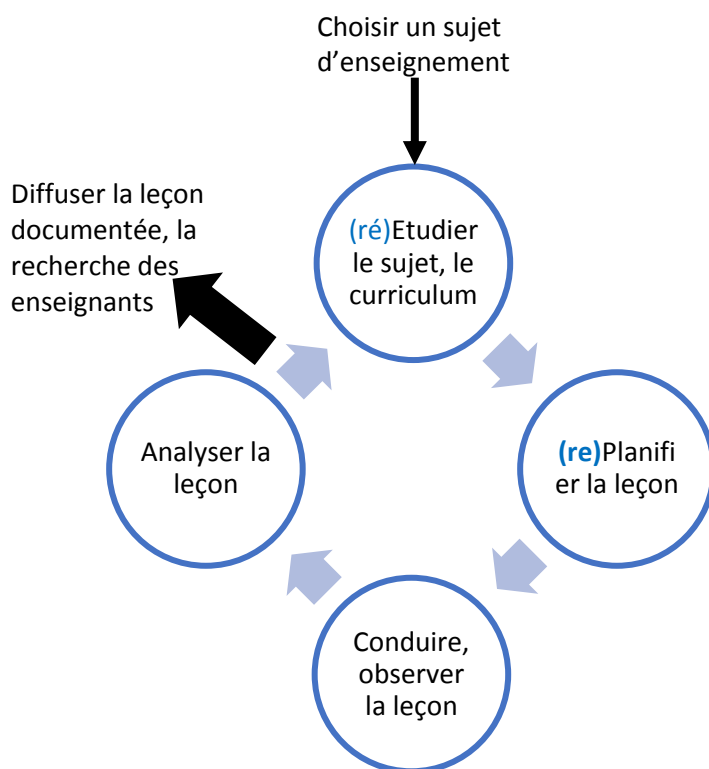 Choisir un sujet
d’enseignement
Diffuser la leçon
documentée, la
recherche des
enseignants
(ré)Etudier
le sujet, le
curriculum
Analyser la
leçon
(re)Planifi
er la leçon
Conduire,
observer
la leçon